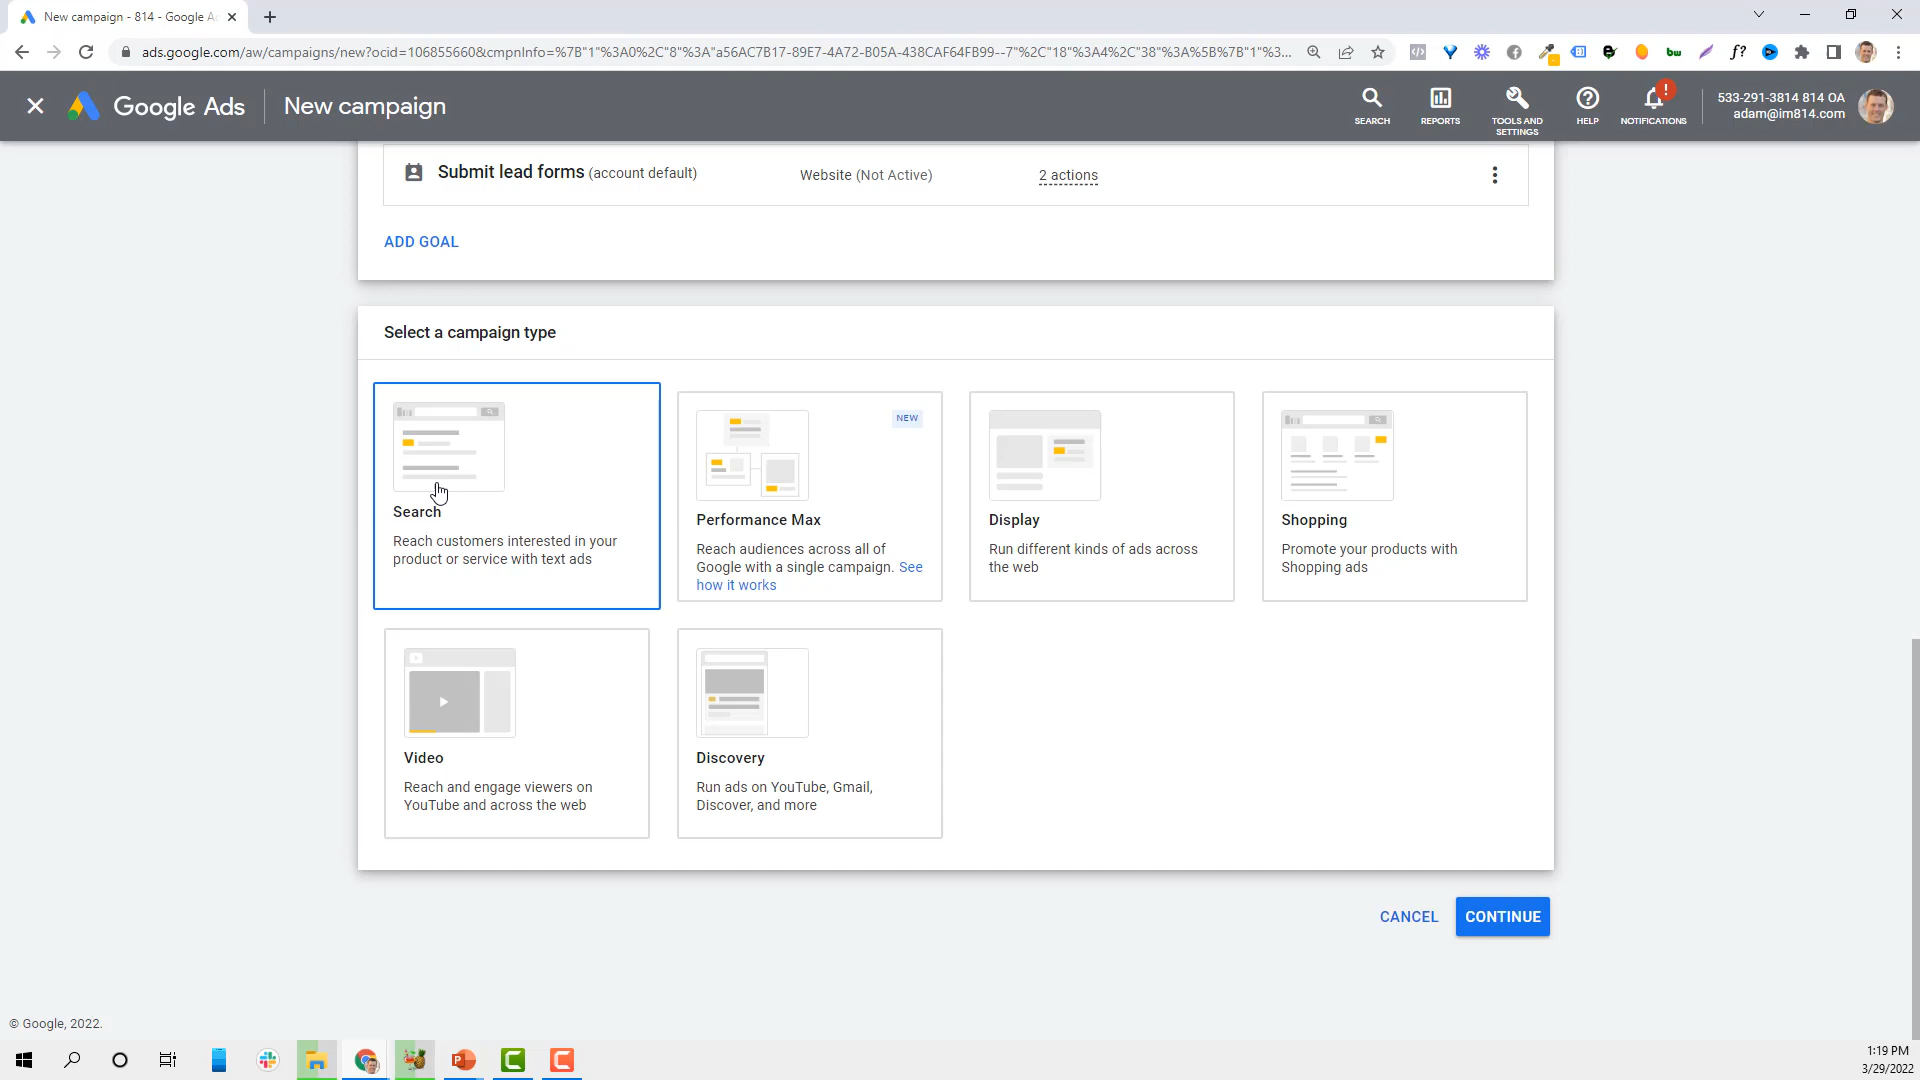 New campaign - 814 - Google A
ads.google.com/aw/campaigns/new?ocid=106855660&cmpnInfo=%7B"1"%3A0%2C"8"%3A"a56AC7B17-89E7-4A72-B05A-438CAF64FB99--7"%2C"18"%3A4%2C"38"%3A%5B%7B"1"%3...
bw
f?
Google Ads
New campaign
SEARCH
REPORTS
TOOLS AND
SETTINGS
HELP
!
NOTIFICATIONS
533-291-3814 814 OA
adam@im814.com
Submit lead forms (account default)
Website (Not Active)
2 actions
ADD GOAL
Select a campaign type
Search
Reach customers interested in your
product or service with text ads
NEW
Performance Max
Reach audiences across all of
Google with a single campaign. See
how it works
Display
Run different kinds of ads across
the web
Shopping
Promote your products with
Shopping ads
Video
Reach and engage viewers on
YouTube and across the web
Discovery
Run ads on YouTube, Gmail,
Discover, and more
CANCEL
CONTINUE
© Google, 2022.
1:19 PM
3/29/2022